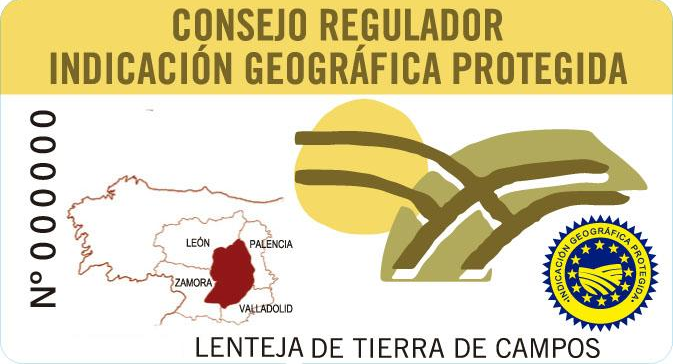 CONSEJO REGULADOR
INDICACIÓN GEOGRÁFICA PROTEGIDA
Nº 000000
LEÓN
PALENCIA
ZAMORA
VALLADOLID
INDICACIÓN GEOGRÁFICA PROTEGIDA
LENTEJA DE TIERRA DE CAMPOS